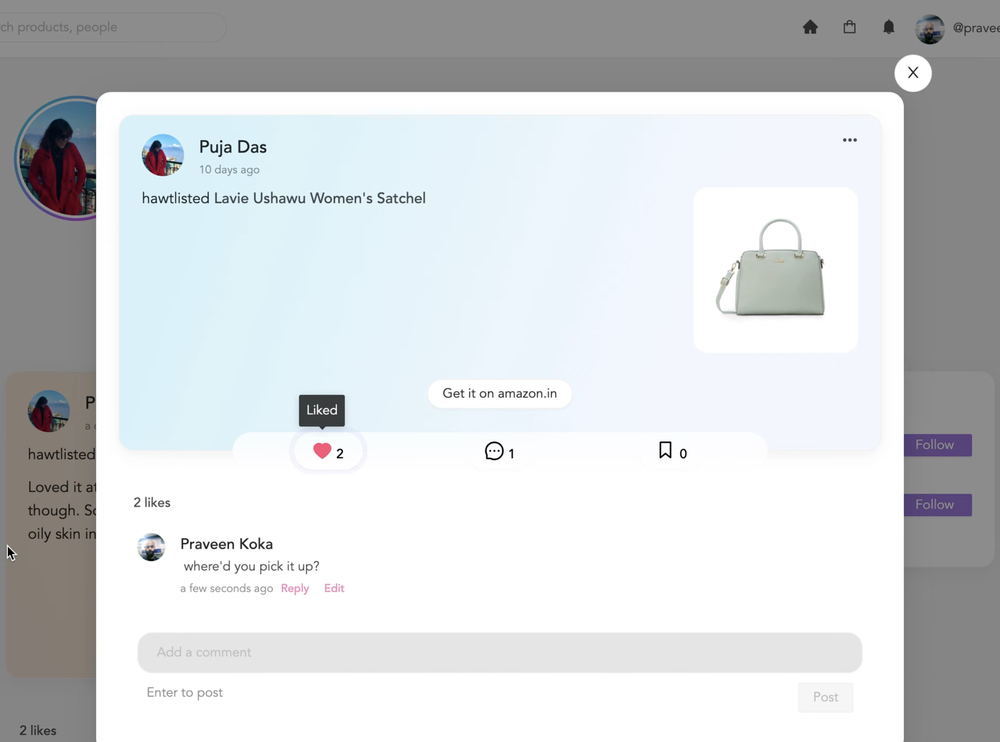 ch products, people
@pravee
X
Puja Das
10 days ago
hawtlisted Lavie Ushawu Women's Satchel
Get it on amazon.in
Liked
2
1
0
2 likes
Praveen Koka
where'd you pick it up?
a few seconds ago Reply Edit
Add a comment
Enter to post
Post
P
a
hawtlisted
Loved it a
though. S
oily skin in
2 likes
Follow
Follow